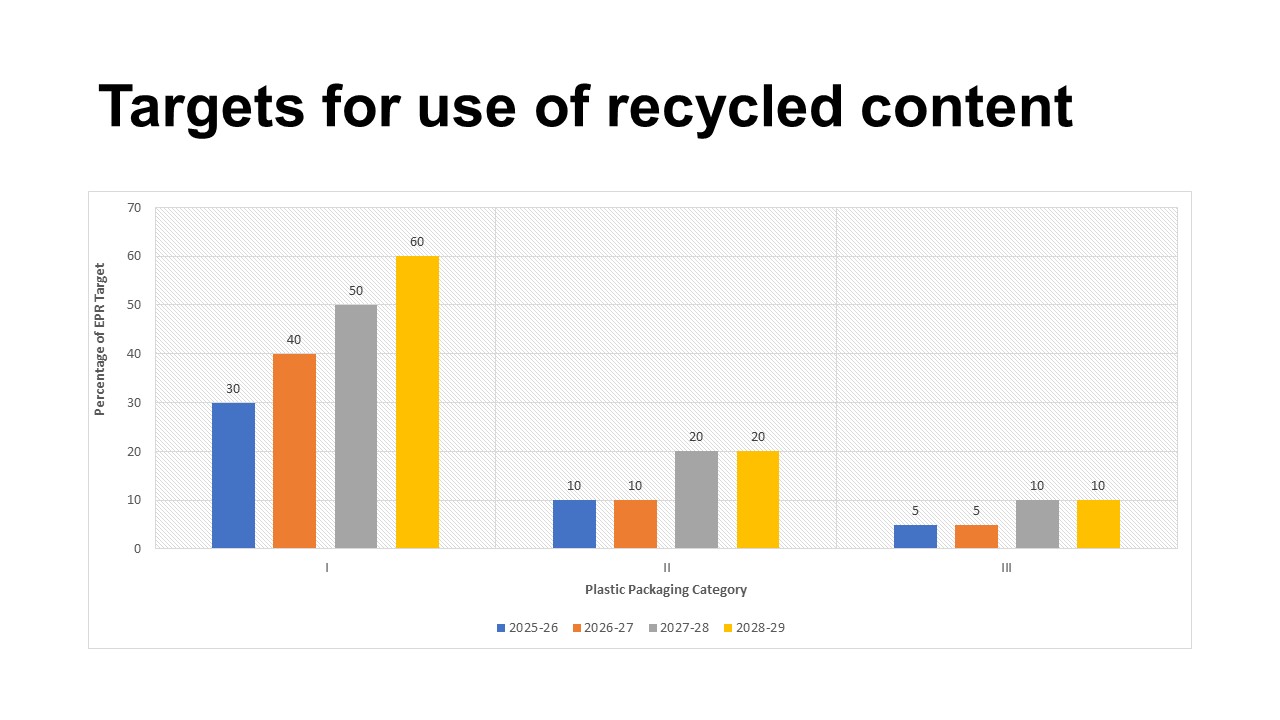 Targets for use of recycled content
70
60
50
40
30
20
10
0
Percentage of EPR Target
30
40
50
60
10
10
20
20
5
5
10
10
I
II
III
Plastic Packaging Category
2025-26 2026-27 2027-28 2028-29